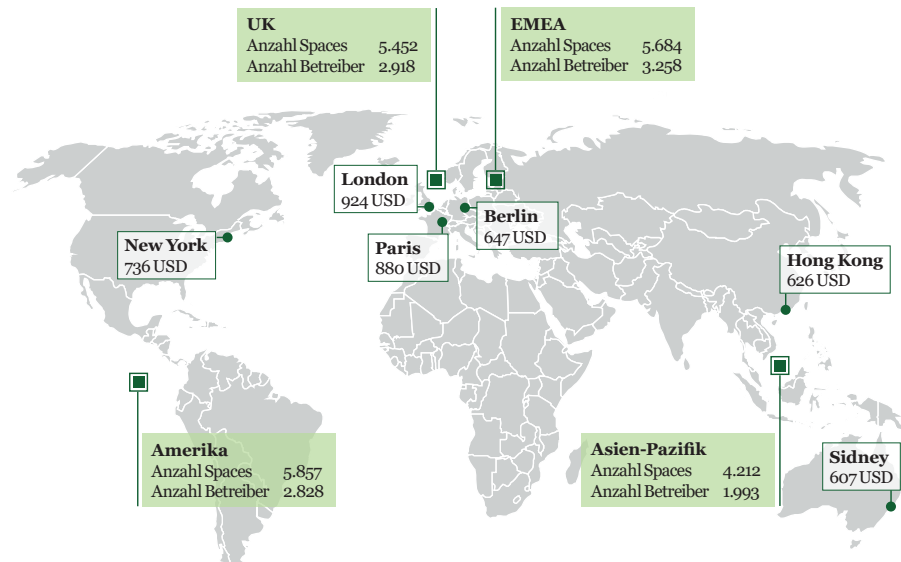 UK
Anzahl Spaces 5.452
Anzahl Betreiber 2.918
EMEA
Anzahl Spaces 5.684
Anzahl Betreiber 3.258
London
924 USD
Berlin
647 USD
New York
736 USD
Paris
880 USD
Hong Kong
626 USD
Amerika
Anzahl Spaces 5.857
Anzahl Betreiber 2.828
Asien-Pazifik
Anzahl Spaces 4.212
Anzahl Betreiber 1.993
Sidney
607 USD